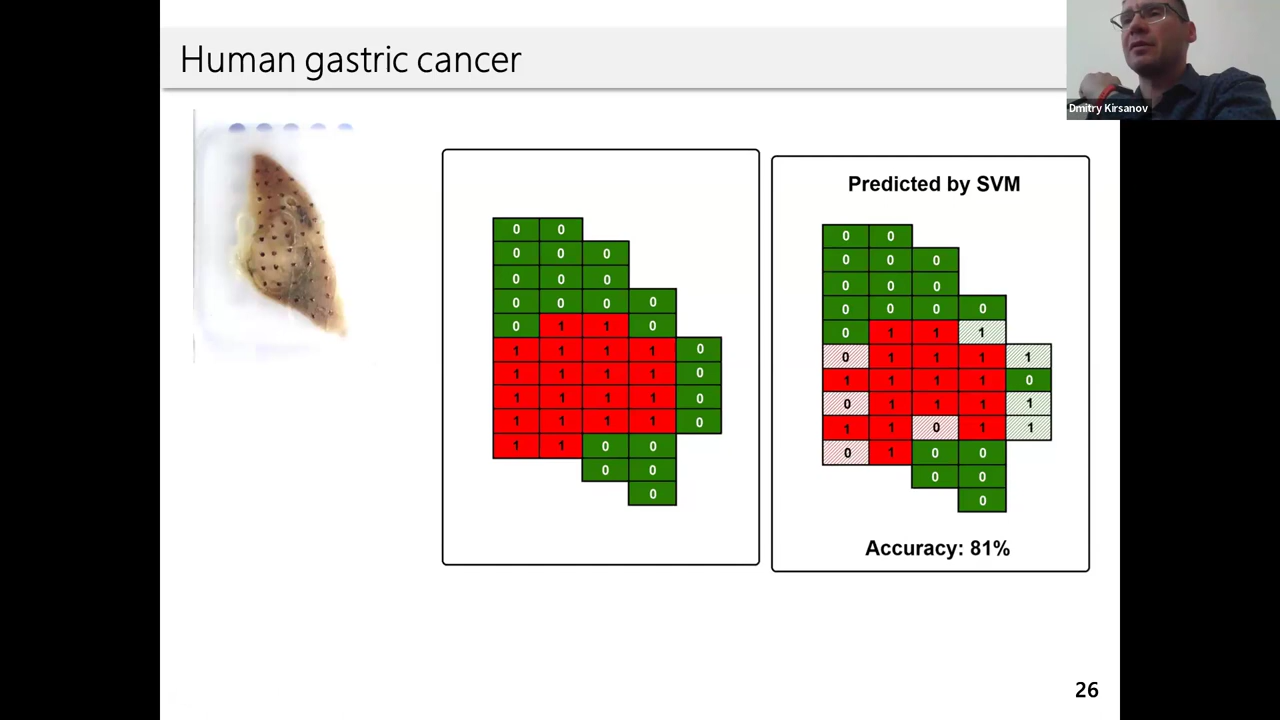 Human gastric cancer
Dmitry Kirsanov
0 0
0 0 0
0 0 0
0 0 0 0
0 1 1 0
1 1 1 1 0
1 1 1 1 0
1 1 1 1 0
1 1 1 1 0
1 1 0 0
0 0
0
Predicted by SVM
0 0
0 0 0
0 0 0
0 0 0 0
0 1 1 1
0 1 1 1 1
1 1 1 1 0
0 1 1 1 1
1 1 0 1 1
0 1 0 0
0 0
0
Accuracy: 81%
26